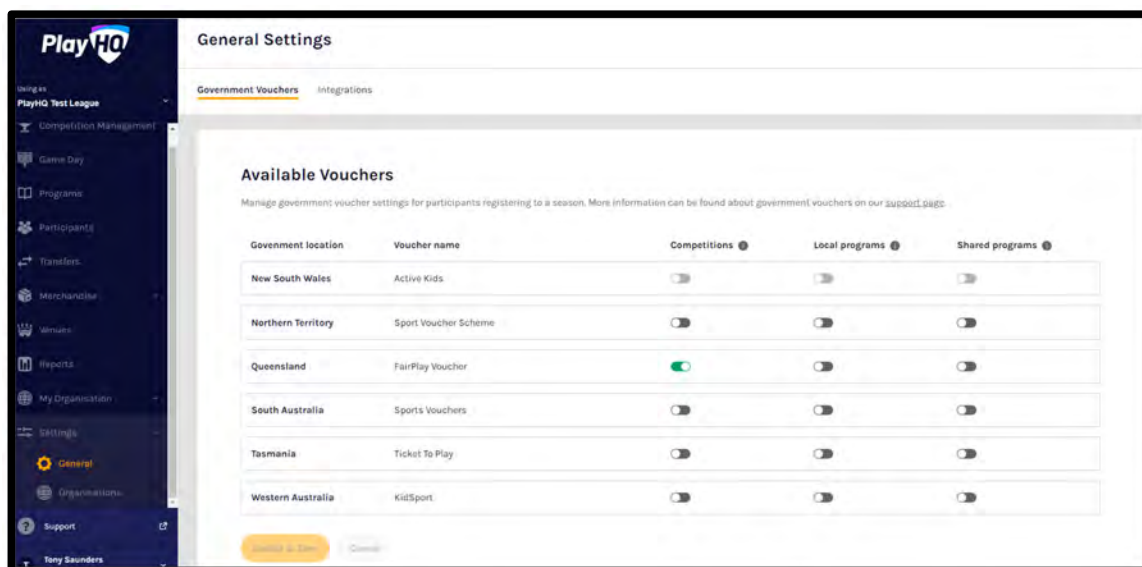 PlayHQ
General Settings
Using as
PlayHQ Test League
Government Vouchers Integrations
Competition Management
Game Day
Programs
Participants
Transfers
Merchandise
Venues
Reports
My Organisation
Settings
General
Organisations
Support
Tony Saunders
Available Vouchers
Manage government voucher settings for participants registering to a season. More information can be found about government vouchers on our support page.
Govenment location Voucher name Competitions Local programs Shared programs
New South Wales Active Kids
Northern Territory Sport Voucher Scheme
Queensland FairPlay Voucher
South Australia Sports Vouchers
Tasmania Ticket To Play
Western Australia KidSport
Cancel